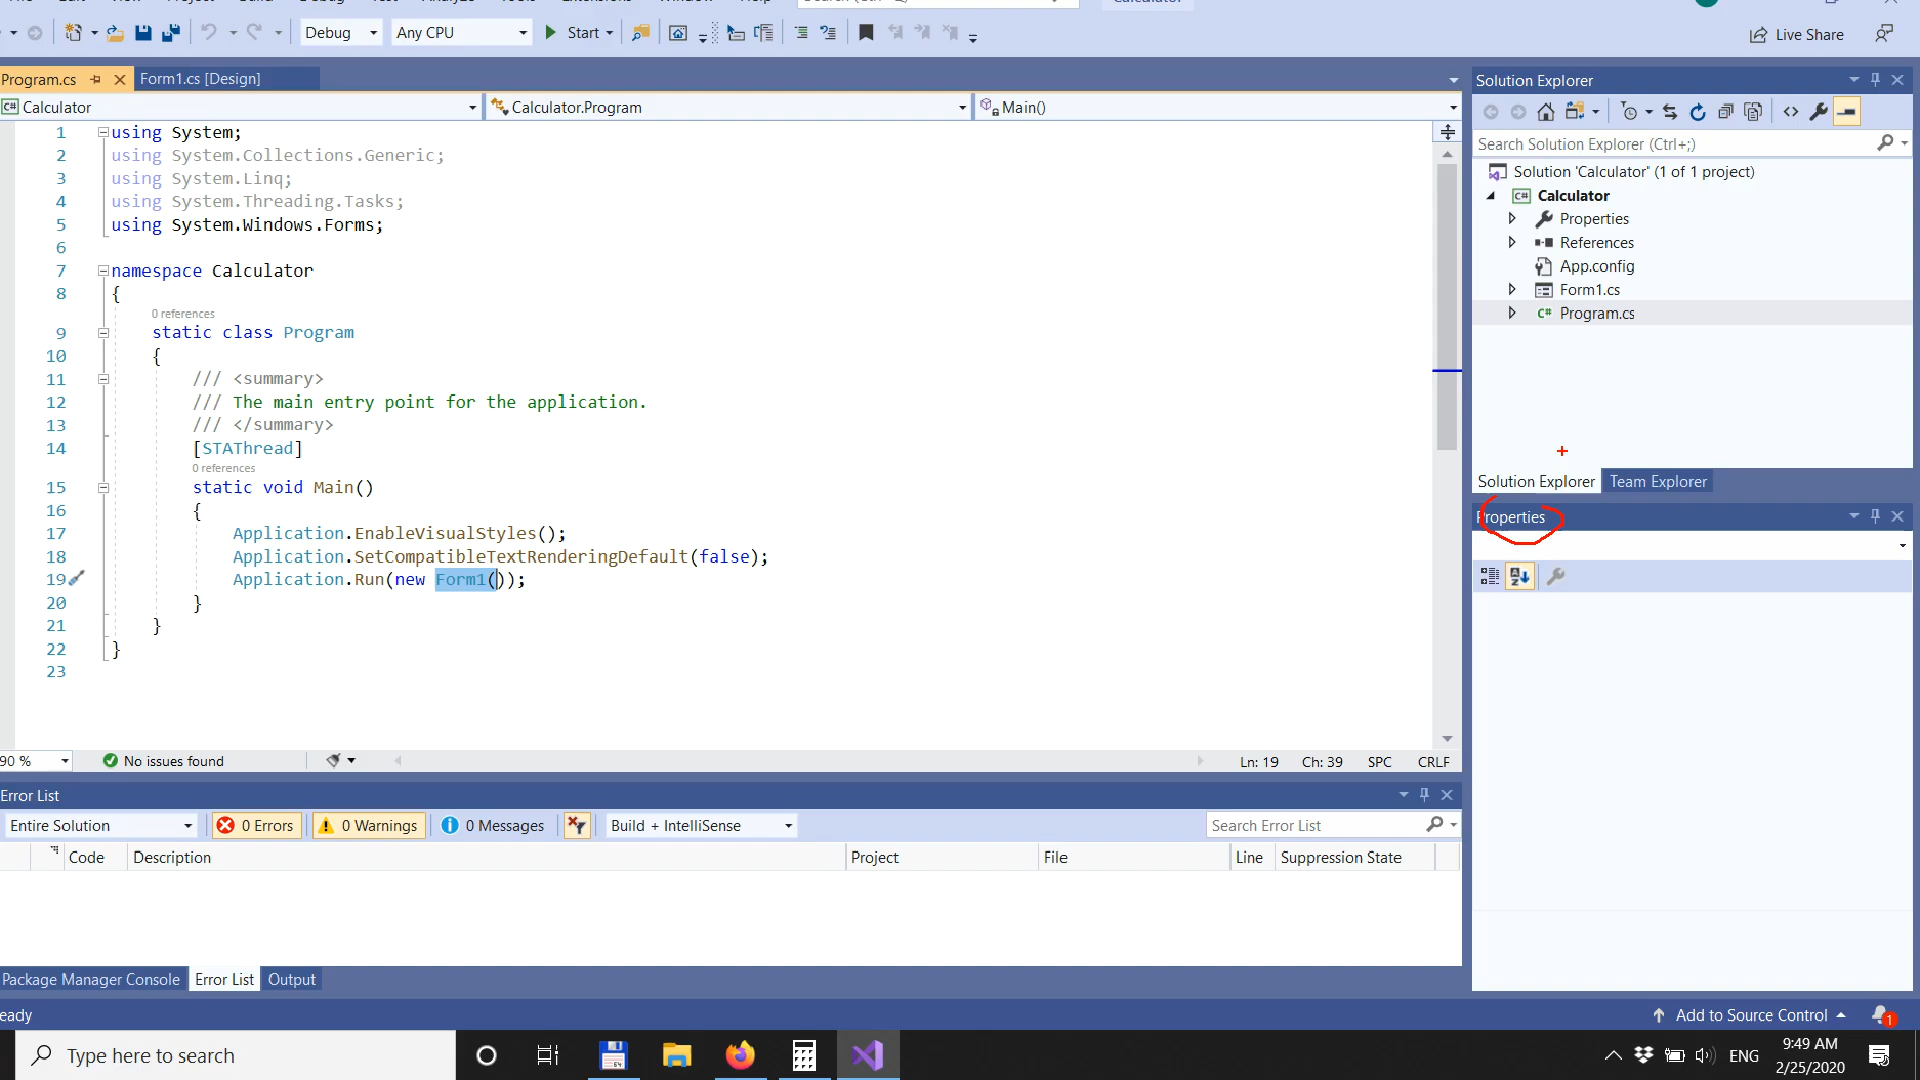 Debug
Any CPU
Start
Live Share
Program.cs
Form1.cs [Design]
Calculator
Calculator.Program
Main()
1 using System;
2 using System.Collections.Generic;
3 using System.Linq;
4 using System.Threading.Tasks;
5 using System.Windows.Forms;
6
7 namespace Calculator
8 {
0 references
9 static class Program
10 {
11 /// <summary>
12 /// The main entry point for the application.
13 /// </summary>
14 [STAThread]
0 references
15 static void Main()
16 {
17 Application.EnableVisualStyles();
18 Application.SetCompatibleTextRenderingDefault(false);
19 Application.Run(new Form1());
20 }
21 }
22 }
23
90 %
No issues found
Ln: 19 Ch: 39 SPC CRLF
Error List
Entire Solution
0 Errors
0 Warnings
0 Messages
Build + IntelliSense
Search Error List
Code Description Project File Line Suppression State
Package Manager Console Error List Output
Solution Explorer
Search Solution Explorer (Ctrl+;)
Solution 'Calculator' (1 of 1 project)
C# Calculator
Properties
References
App.config
Form1.cs
C# Program.cs
Solution Explorer Team Explorer
Properties
eady
Add to Source Control
1
Type here to search
64
ENG
9:49 AM
2/25/2020